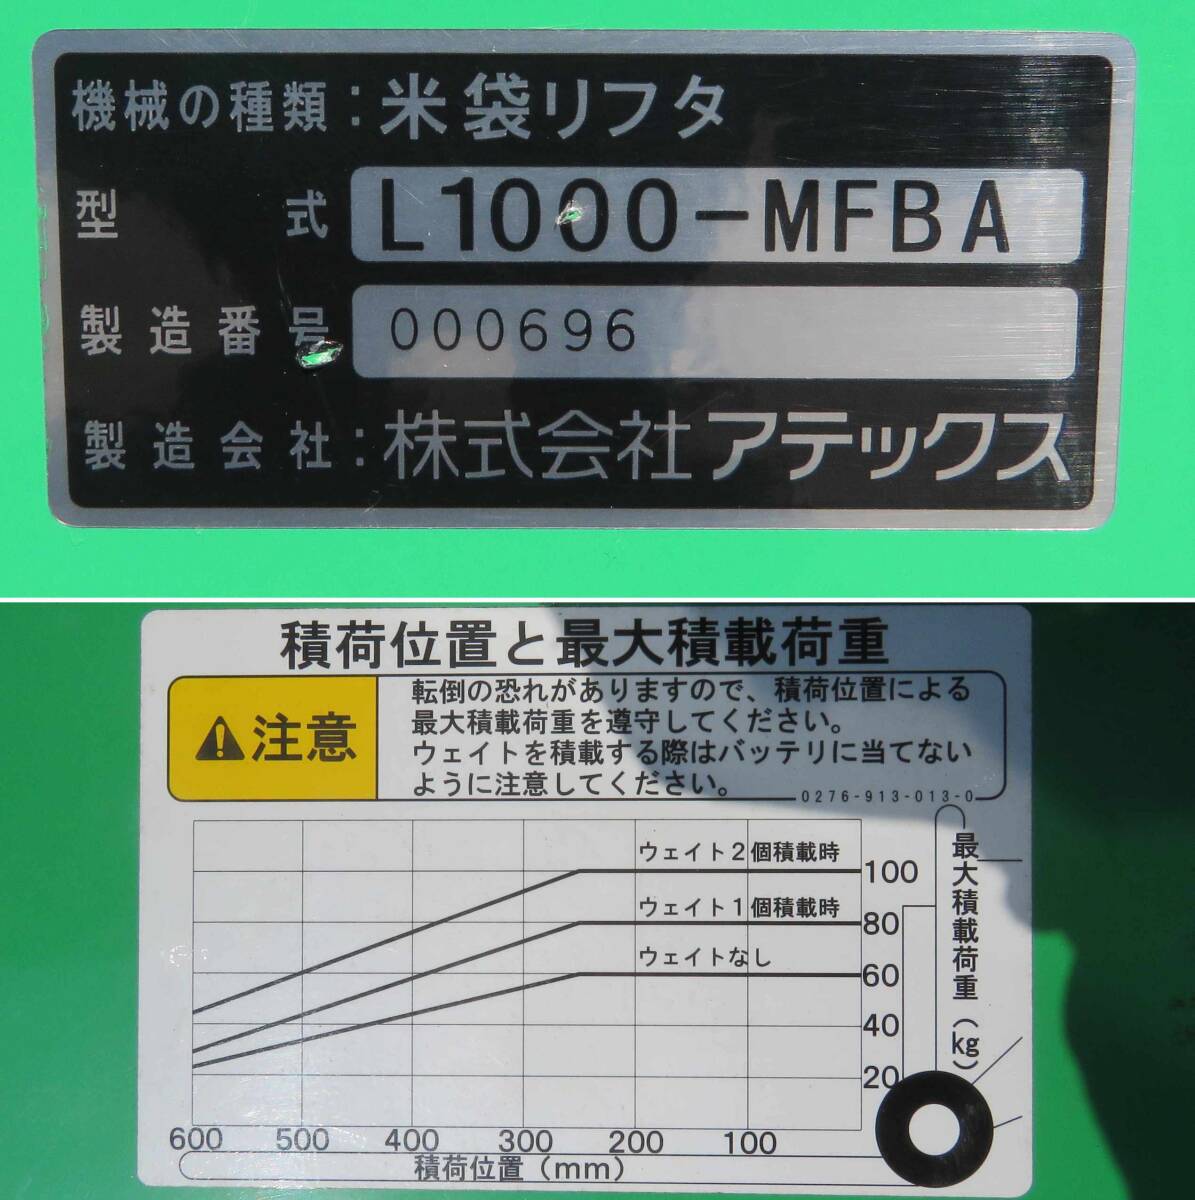 機械の種類：米袋リフタ
型式 L1000-MFBA
製造番号 000696
製造会社：株式会社アテックス
積荷位置と最大積載荷重
注意
転倒の恐れがありますので、積荷位置による
最大積載荷重を遵守してください。
ウェイトを積載する際はバッテリに当てない
ように注意してください。
0276-913-013-0
ウェイト2個積載時
ウェイト1個積載時
ウェイトなし
100
80
60
40
20
最大積載荷重（kg）
600 500 400 300 200 100
積荷位置（mm）